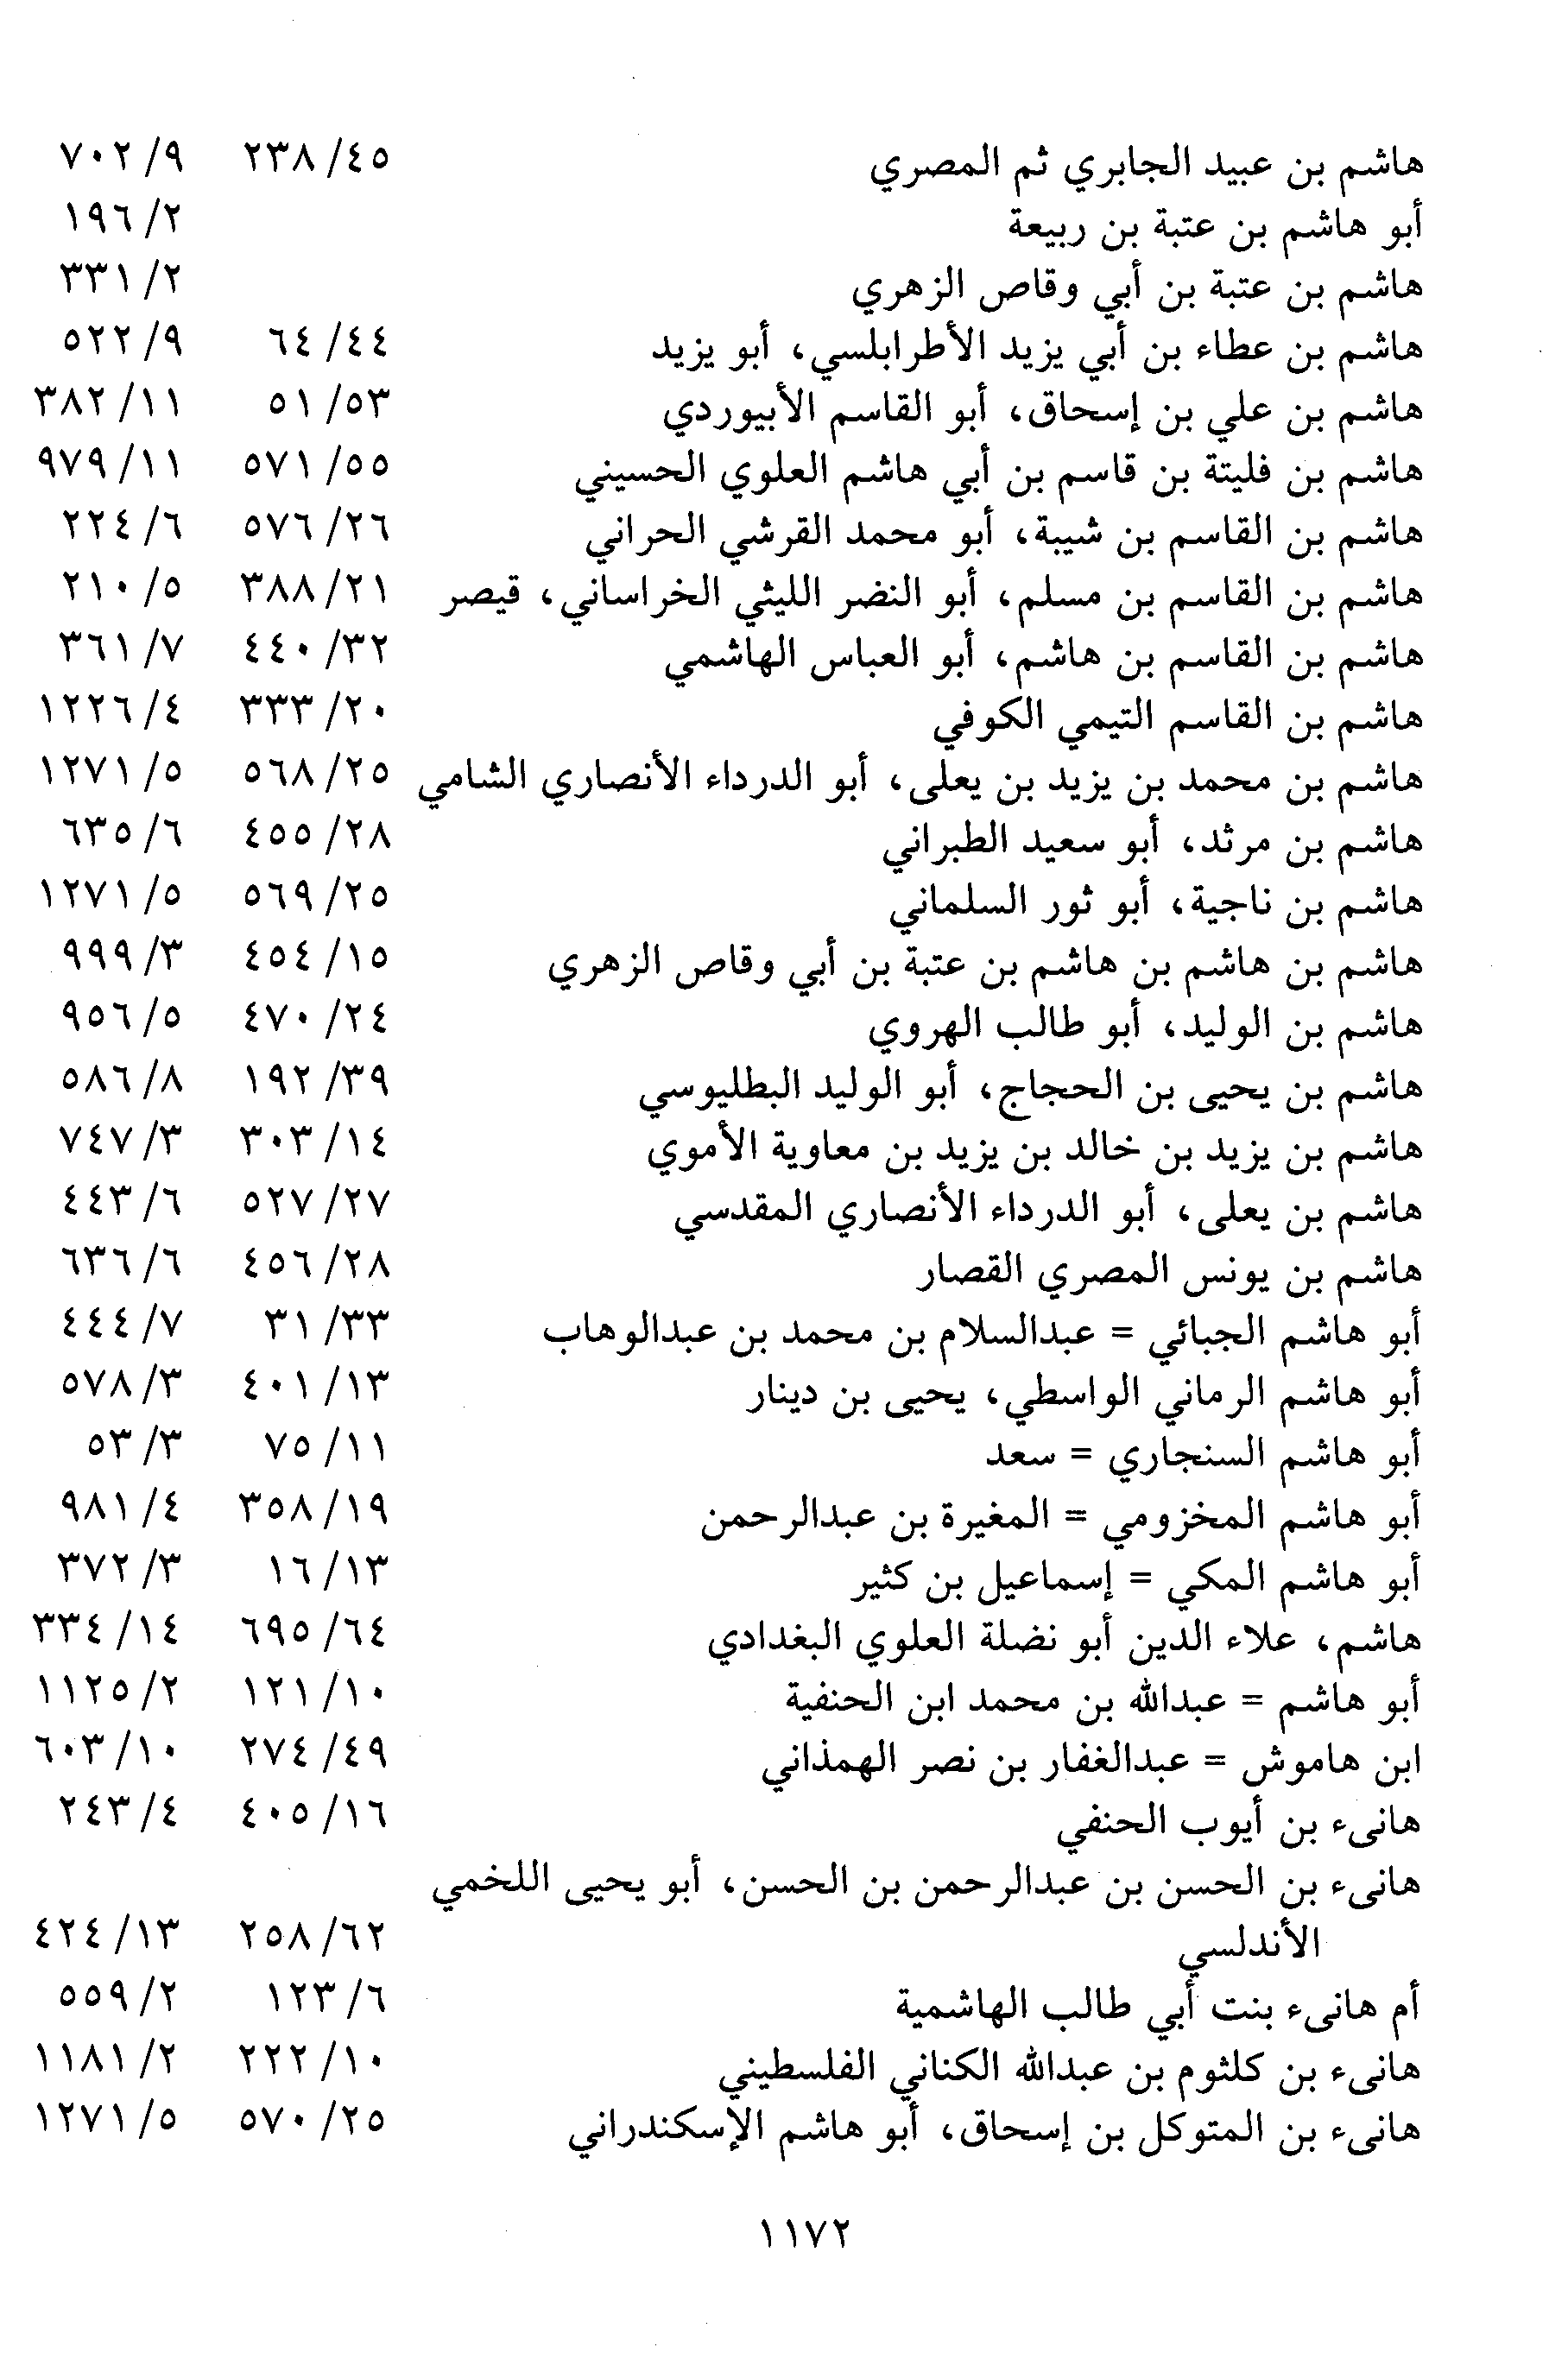 هاشم بن عبيد الجابري ثم المصري ٤٥/ ٢٣٨ ٩/ ٧٠٢
أبو هاشم بن عتبة بن ربيعة ٢/ ١٩٦
هاشم بن عتبة بن أبي وقاص الزهري ٢/ ٣٣١
هاشم بن عطاء بن أبي يزيد الأطرابلسي، أبو يزيد ٤٤/ ٦٤ ٩/ ٥٢٢
هاشم بن علي بن إسحاق، أبو القاسم الأبيوردي ٥٣/ ٥١ ١١/ ٣٨٢
هاشم بن فليتة بن قاسم بن أبي هاشم العلوي الحسيني ٥٥/ ٥٧١ ١١/ ٩٧٩
هاشم بن القاسم بن شيبة، أبو محمد القرشي الحراني ٢٦/ ٥٧٦ ٦/ ٢٢٤
هاشم بن القاسم بن مسلم، أبو النضر الليثي الخراساني، قيصر ٢١/ ٣٨٨ ٥/ ٢١٠
هاشم بن القاسم بن هاشم، أبو العباس الهاشمي ٣٢/ ٤٤٠ ٧/ ٣٦١
هاشم بن القاسم التيمي الكوفي ٢٠/ ٣٣٣ ٤/ ١٢٢٦
هاشم بن محمد بن يزيد بن يعلى، أبو الدرداء الأنصاري الشامي ٢٥/ ٥٦٨ ٥/ ١٢٧١
هاشم بن مرثد، أبو سعيد الطبراني ٢٨/ ٤٥٥ ٦/ ٦٣٥
هاشم بن ناجية، أبو ثور السلماني ٢٥/ ٥٦٩ ٥/ ١٢٧١
هاشم بن هاشم بن هاشم بن عتبة بن أبي وقاص الزهري ١٥/ ٤٥٤ ٣/ ٩٩٩
هاشم بن الوليد، أبو طالب الهروي ٢٤/ ٤٧٠ ٥/ ٩٥٦
هاشم بن يحيى بن الحجاج، أبو الوليد البطليوسي ٣٩/ ١٩٢ ٨/ ٥٨٦
هاشم بن يزيد بن خالد بن يزيد بن معاوية الأموي ١٤/ ٣٠٣ ٣/ ٧٤٧
هاشم بن يعلى، أبو الدرداء الأنصاري المقدسي ٢٧/ ٥٢٧ ٦/ ٤٤٣
هاشم بن يونس المصري القصار ٢٨/ ٤٥٦ ٦/ ٦٣٦
أبو هاشم الجبائي = عبدالسلام بن محمد بن عبدالوهاب ٣٣/ ٣١ ٧/ ٤٤٤
أبو هاشم الرماني الواسطي، يحيى بن دينار ١٣/ ٤٠١ ٣/ ٥٧٨
أبو هاشم السنجاري = سعد ١١/ ٧٥ ٣/ ٥٣
أبو هاشم المخزومي = المغيرة بن عبدالرحمن ١٩/ ٣٥٨ ٤/ ٩٨١
أبو هاشم المكي = إسماعيل بن كثير ١٣/ ١٦ ٣/ ٣٧٢
هاشم، علاء الدين أبو نضلة العلوي البغدادي ٦٤/ ٦٩٥ ١٤/ ٣٣٤
أبو هاشم = عبدالله بن محمد ابن الحنفية ١٠/ ١٢١ ٢/ ١١٢٥
ابن هاموش = عبدالغفار بن نصر الهمذاني ٤٩/ ٢٧٤ ١٠/ ٦٠٣
هانىء بن أيوب الحنفي ١٦/ ٤٠٥ ٤/ ٢٤٣
هانىء بن الحسن بن عبدالرحمن بن الحسن، أبو يحيى اللخمي
الأندلسي ٦٢/ ٢٥٨ ١٣/ ٤٢٤
أم هانىء بنت أبي طالب الهاشمية ٦/ ١٢٣ ٢/ ٥٥٩
هانىء بن كلثوم بن عبدالله الكناني الفلسطيني ١٠/ ٢٢٢ ٢/ ١١٨١
هانىء بن المتوكل بن إسحاق، أبو هاشم الإسكندراني ٢٥/ ٥٧٠ ٥/ ١٢٧١
١١٧٢